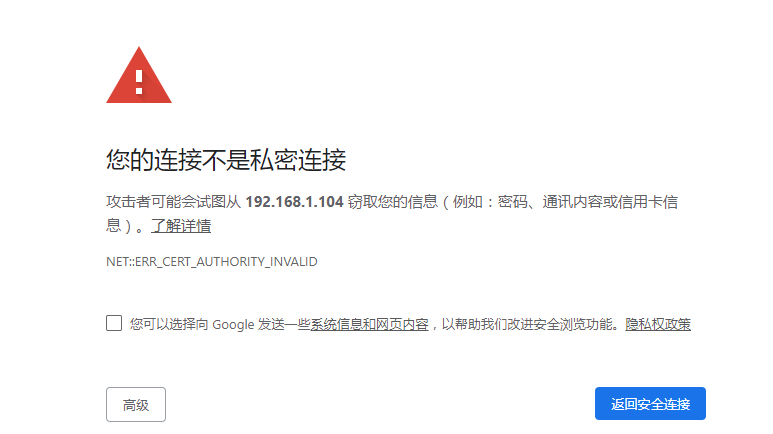 您的连接不是私密连接
攻击者可能会试图从 192.168.1.104 窃取您的信息（例如：密码、通讯内容或信用卡信
息）。了解详情
NET::ERR_CERT_AUTHORITY_INVALID
您可以选择向 Google 发送一些系统信息和网页内容，以帮助我们改进安全浏览功能。隐私权政策
高级
返回安全连接